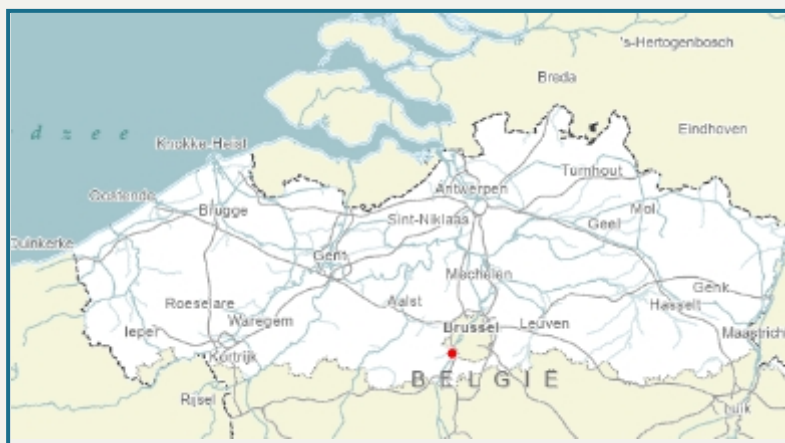 's-Hertogenbosch
Breda
Eindhoven
d z e e
Knokke-Heist
Turnhout
Oostende
Antwerpen
Brugge
Sint-Niklaas
Geel
Mol
Duinkerke
Gent
Mechelen
Genk
Roeselare
Aalst
Hasselt
Waregem
Brussel
Leuven
Ieper
Maastrich
Kortrijk
BELGIË
Rijsel
Luik